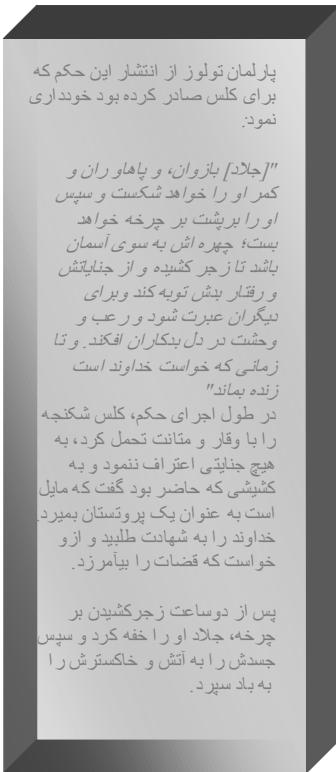 پارلمان تولوز از انتشار این حکم که
برای کلس صادر کرده بود خودداری
نمود:
"[جلاد] بازوان، و پاهاو ران و
کمر او را خواهد شکست و سپس
او را برپشت بر چرخه خواهد
بست؛ چهره اش به سوی آسمان
باشد تا زجر کشیده و از جنایاتش
و رفتار بدش توبه کند وبرای
دیگران عبرت شود و رعب و
وحشت در دل بدکاران افکند. و تا
زمانی که خواست خداوند است
زنده بماند"
در طول اجرای حکم، کلس شکنجه
را با وقار و متانت تحمل کرد، به
هیچ جنایتی اعتراف ننمود و به
کشیشی که حاضر بود گفت که مایل
است به عنوان یک پروتستان بمیرد.
خداوند را به شهادت طلبید و ازو
خواست که قضات را بیآمرزد.
پس از دوساعت زجرکشیدن بر
چرخه، جلاد او را خفه کرد و سپس
جسدش را به آتش و خاکسترش را
به باد سپرد.